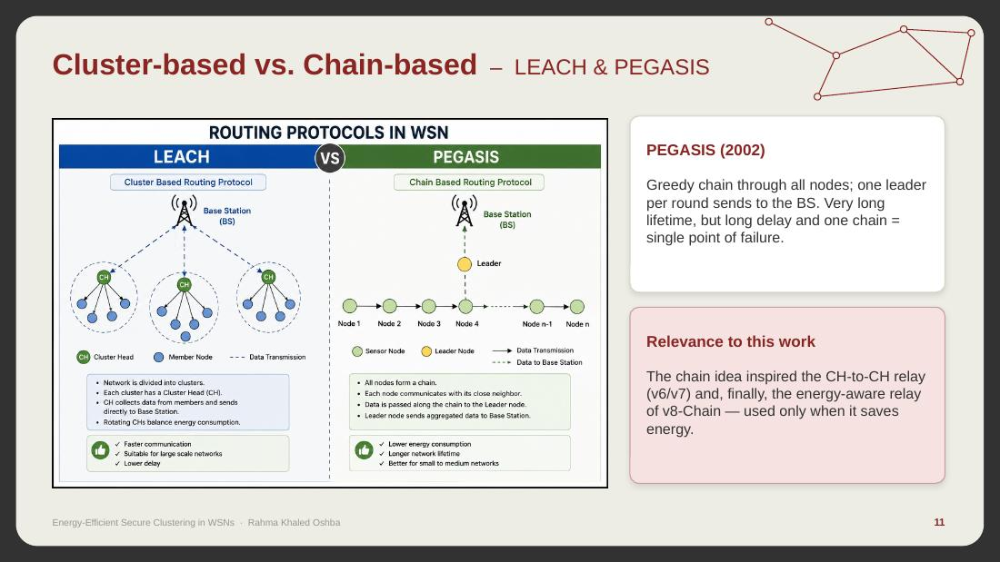 Cluster-based vs. Chain-based – LEACH & PEGASIS
ROUTING PROTOCOLS IN WSN
LEACH
VS
PEGASIS
Cluster Based Routing Protocol
Base Station
(BS)
CH
CH
CH
CH Cluster Head
Member Node
Data Transmission
• Network is divided into clusters.
• Each cluster has a Cluster Head (CH).
• CH collects data from members and sends
directly to Base Station.
• Rotating CHs balance energy consumption.
✓ Faster communication
✓ Suitable for large scale networks
✓ Lower delay
Chain Based Routing Protocol
Base Station
(BS)
Leader
Node 1
Node 2
Node 3
Node 4
Node n-1
Node n
Sensor Node
Leader Node
Data Transmission
Data to Base Station
• All nodes form a chain.
• Each node communicates with its close neighbor.
• Data is passed along the chain to the Leader node.
• Leader node sends aggregated data to Base Station.
✓ Lower energy consumption
✓ Longer network lifetime
✓ Better for small to medium networks
PEGASIS (2002)
Greedy chain through all nodes; one leader
per round sends to the BS. Very long
lifetime, but long delay and one chain =
single point of failure.
Relevance to this work
The chain idea inspired the CH-to-CH relay
(v6/v7) and, finally, the energy-aware relay
of v8-Chain — used only when it saves
energy.
Energy-Efficient Secure Clustering in WSNs · Rahma Khaled Oshba
11